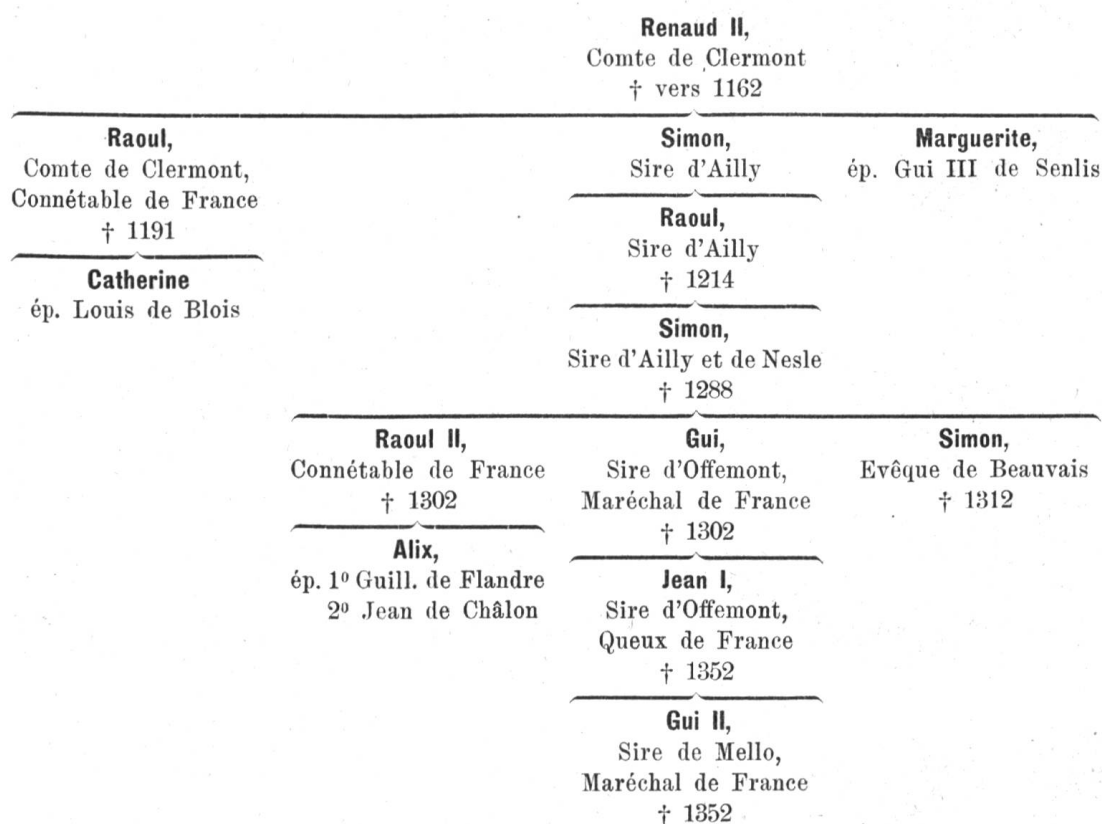 Renaud II,
Comte de Clermont
† vers 1162
Raoul,
Comte de Clermont,
Connétable de France
† 1191
Catherine
ép. Louis de Blois
Simon,
Sire d'Ailly
Raoul,
Sire d'Ailly
† 1214
Simon,
Sire d'Ailly et de Nesle
† 1288
Marguerite,
ép. Gui III de Senlis
Raoul II,
Connétable de France
† 1302
Alix,
ép. 1º Guill. de Flandre
2º Jean de Châlon
Gui,
Sire d'Offemont,
Maréchal de France
† 1302
Jean I,
Sire d'Offemont,
Queux de France
† 1352
Gui II,
Sire de Mello,
Maréchal de France
† 1352
Simon,
Evêque de Beauvais
† 1312